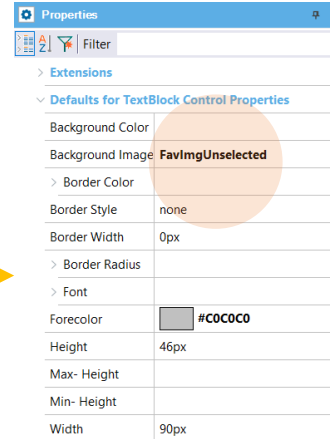 Properties
Filter
Extensions
Defaults for TextBlock Control Properties
Background Color
Background Image FavImgUnselected
Border Color
Border Style none
Border Width 0px
Border Radius
Font
Forecolor #C0C0C0
Height 46px
Max- Height
Min- Height
Width 90px